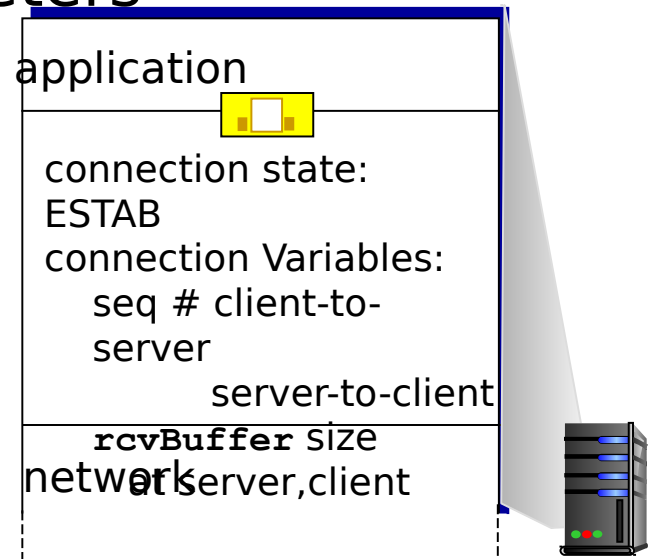 eters
application
connection state:
ESTAB
connection Variables:
seq # client-to-
server
server-to-client
rcvBuffer size
network
at server,client